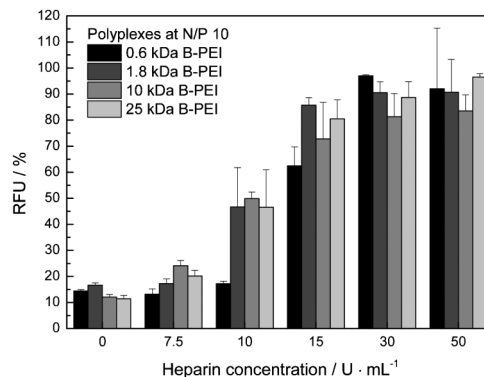 Polyplexes at N/P 10
0.6 kDa B-PEI
1.8 kDa B-PEI
10 kDa B-PEI
25 kDa B-PEI
RFU / %
120
110
100
90
80
70
60
50
40
30
20
10
0
0 7.5 10 15 30 50
Heparin concentration / U · mL⁻¹